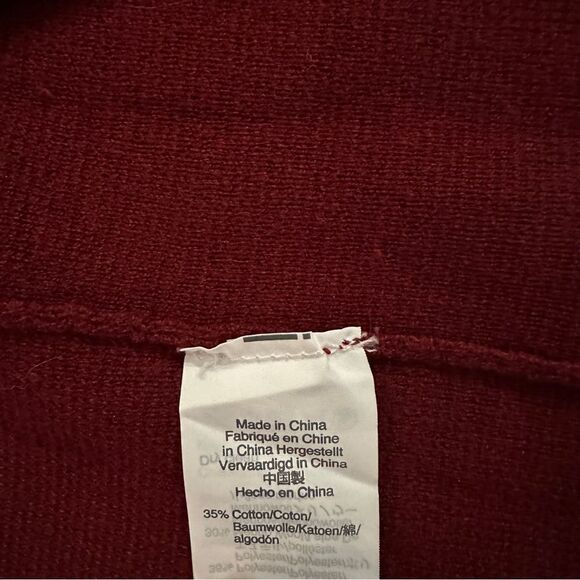 Made in China
Fabriqué en Chine
in China Hergestellt
Vervaardigd in China
中国製
Hecho en China
35% Cotton/Coton/
Baumwolle/Katoen/綿/
algodón